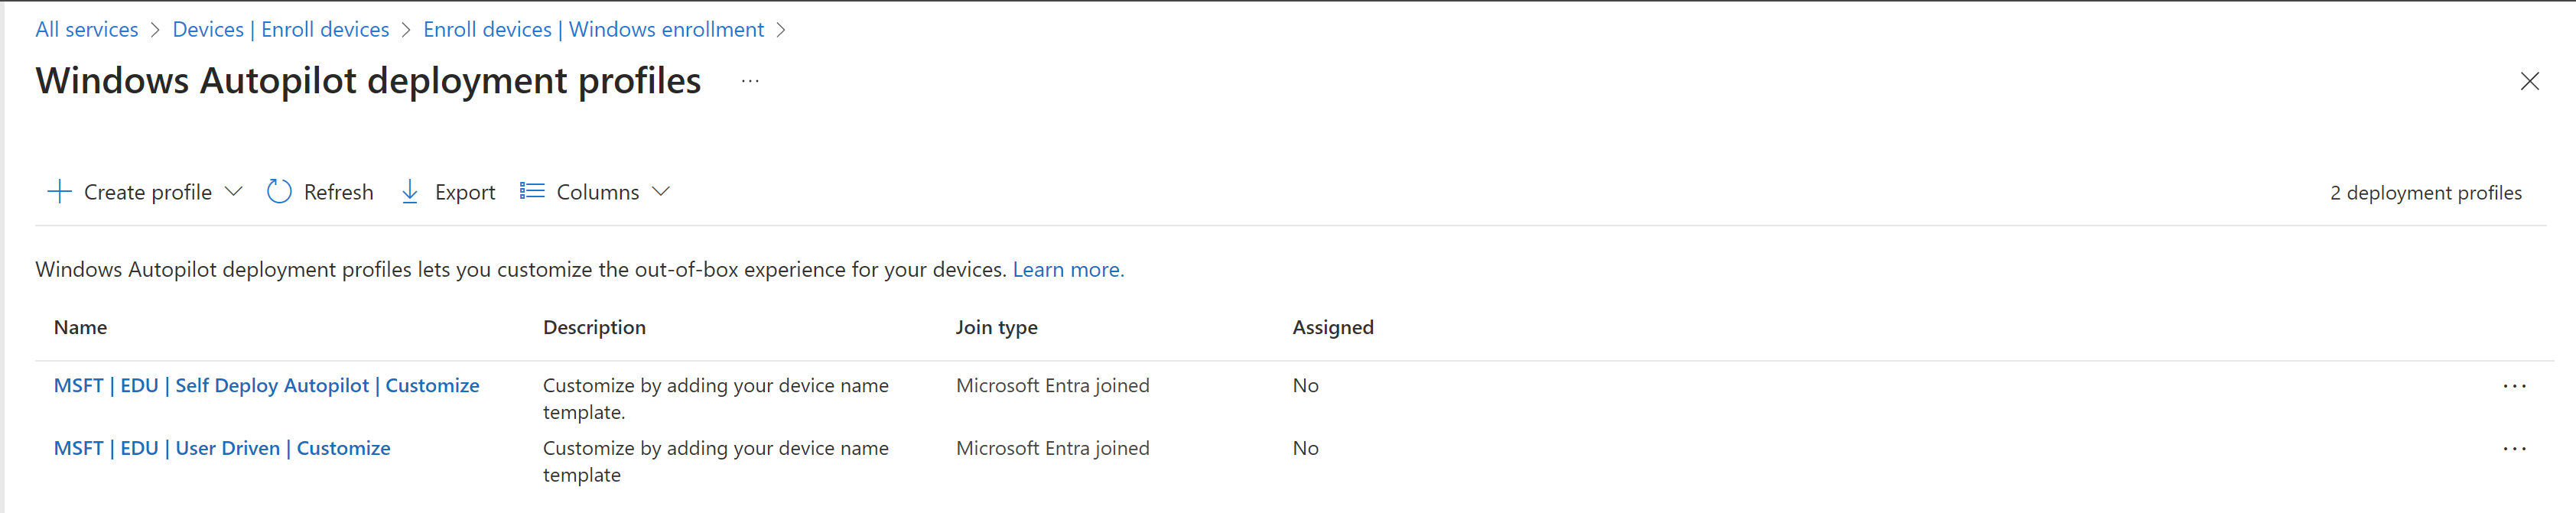 All services > Devices | Enroll devices > Enroll devices | Windows enrollment >
Windows Autopilot deployment profiles ...
Create profile Refresh Export Columns 2 deployment profiles
Windows Autopilot deployment profiles lets you customize the out-of-box experience for your devices. Learn more.
Name Description Join type Assigned
MSFT | EDU | Self Deploy Autopilot | Customize Customize by adding your device name Microsoft Entra joined No ...
template.
MSFT | EDU | User Driven | Customize Customize by adding your device name Microsoft Entra joined No ...
template